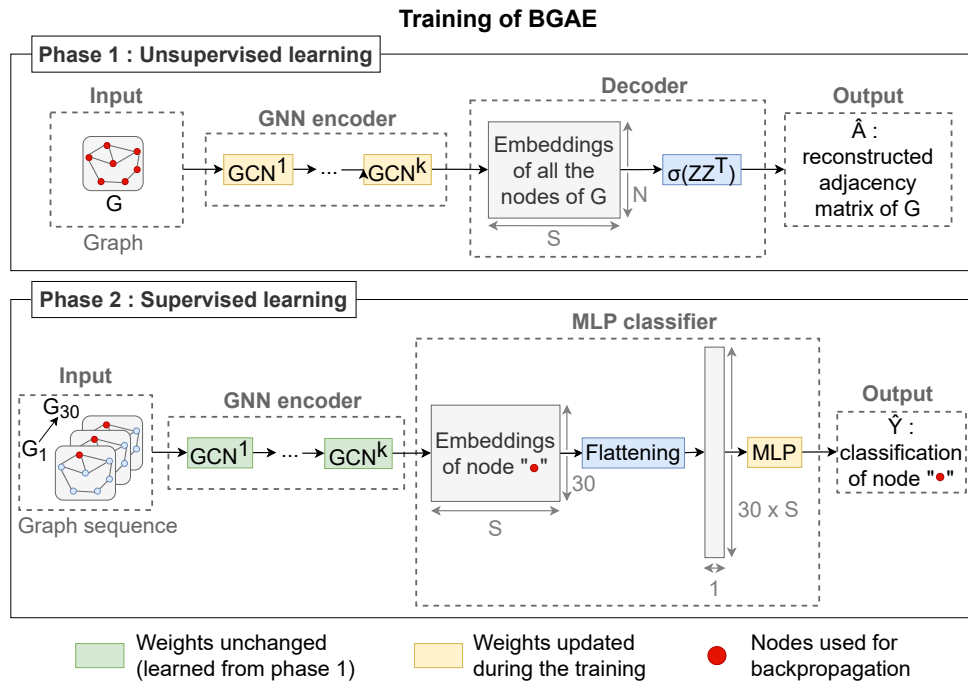 Training of BGAE
Phase 1 : Unsupervised learning
Input
G
Graph
GNN encoder
GCN¹
...
GCNᵏ
Decoder
Embeddings
of all the
nodes of G
N
S
σ(ZZᵀ)
Output
Â :
reconstructed
adjacency
matrix of G
Phase 2 : Supervised learning
Input
G₃₀
G₁
Graph sequence
GNN encoder
GCN¹
...
GCNᵏ
MLP classifier
Embeddings
of node "●"
30
S
Flattening
30 x S
1
MLP
Output
Ŷ :
classification
of node "●"
Weights unchanged
(learned from phase 1)
Weights updated
during the training
Nodes used for
backpropagation